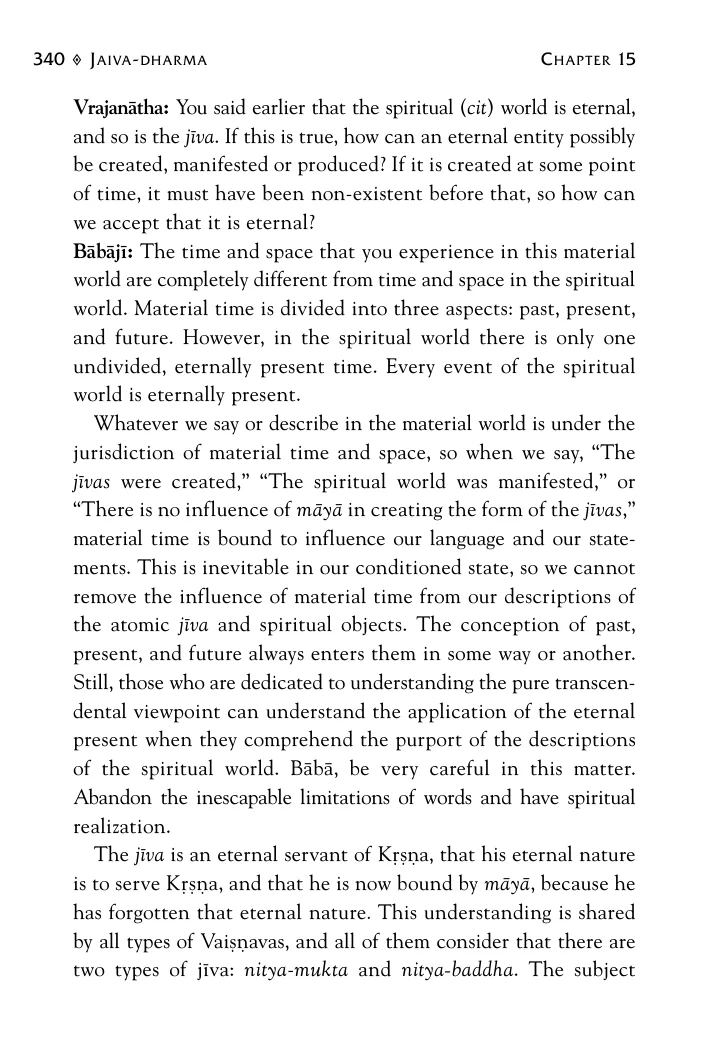 340 ◊ JAIVA-DHARMA CHAPTER 15
Vrajanātha: You said earlier that the spiritual (cit) world is eternal,
and so is the jīva. If this is true, how can an eternal entity possibly
be created, manifested or produced? If it is created at some point
of time, it must have been non-existent before that, so how can
we accept that it is eternal?
Bābājī: The time and space that you experience in this material
world are completely different from time and space in the spiritual
world. Material time is divided into three aspects: past, present,
and future. However, in the spiritual world there is only one
undivided, eternally present time. Every event of the spiritual
world is eternally present.
Whatever we say or describe in the material world is under the
jurisdiction of material time and space, so when we say, “The
jīvas were created,” “The spiritual world was manifested,” or
“There is no influence of māyā in creating the form of the jīvas,”
material time is bound to influence our language and our state-
ments. This is inevitable in our conditioned state, so we cannot
remove the influence of material time from our descriptions of
the atomic jīva and spiritual objects. The conception of past,
present, and future always enters them in some way or another.
Still, those who are dedicated to understanding the pure transcen-
dental viewpoint can understand the application of the eternal
present when they comprehend the purport of the descriptions
of the spiritual world. Bābā, be very careful in this matter.
Abandon the inescapable limitations of words and have spiritual
realization.
The jīva is an eternal servant of Kṛṣṇa, that his eternal nature
is to serve Kṛṣṇa, and that he is now bound by māyā, because he
has forgotten that eternal nature. This understanding is shared
by all types of Vaiṣṇavas, and all of them consider that there are
two types of jīva: nitya-mukta and nitya-baddha. The subject